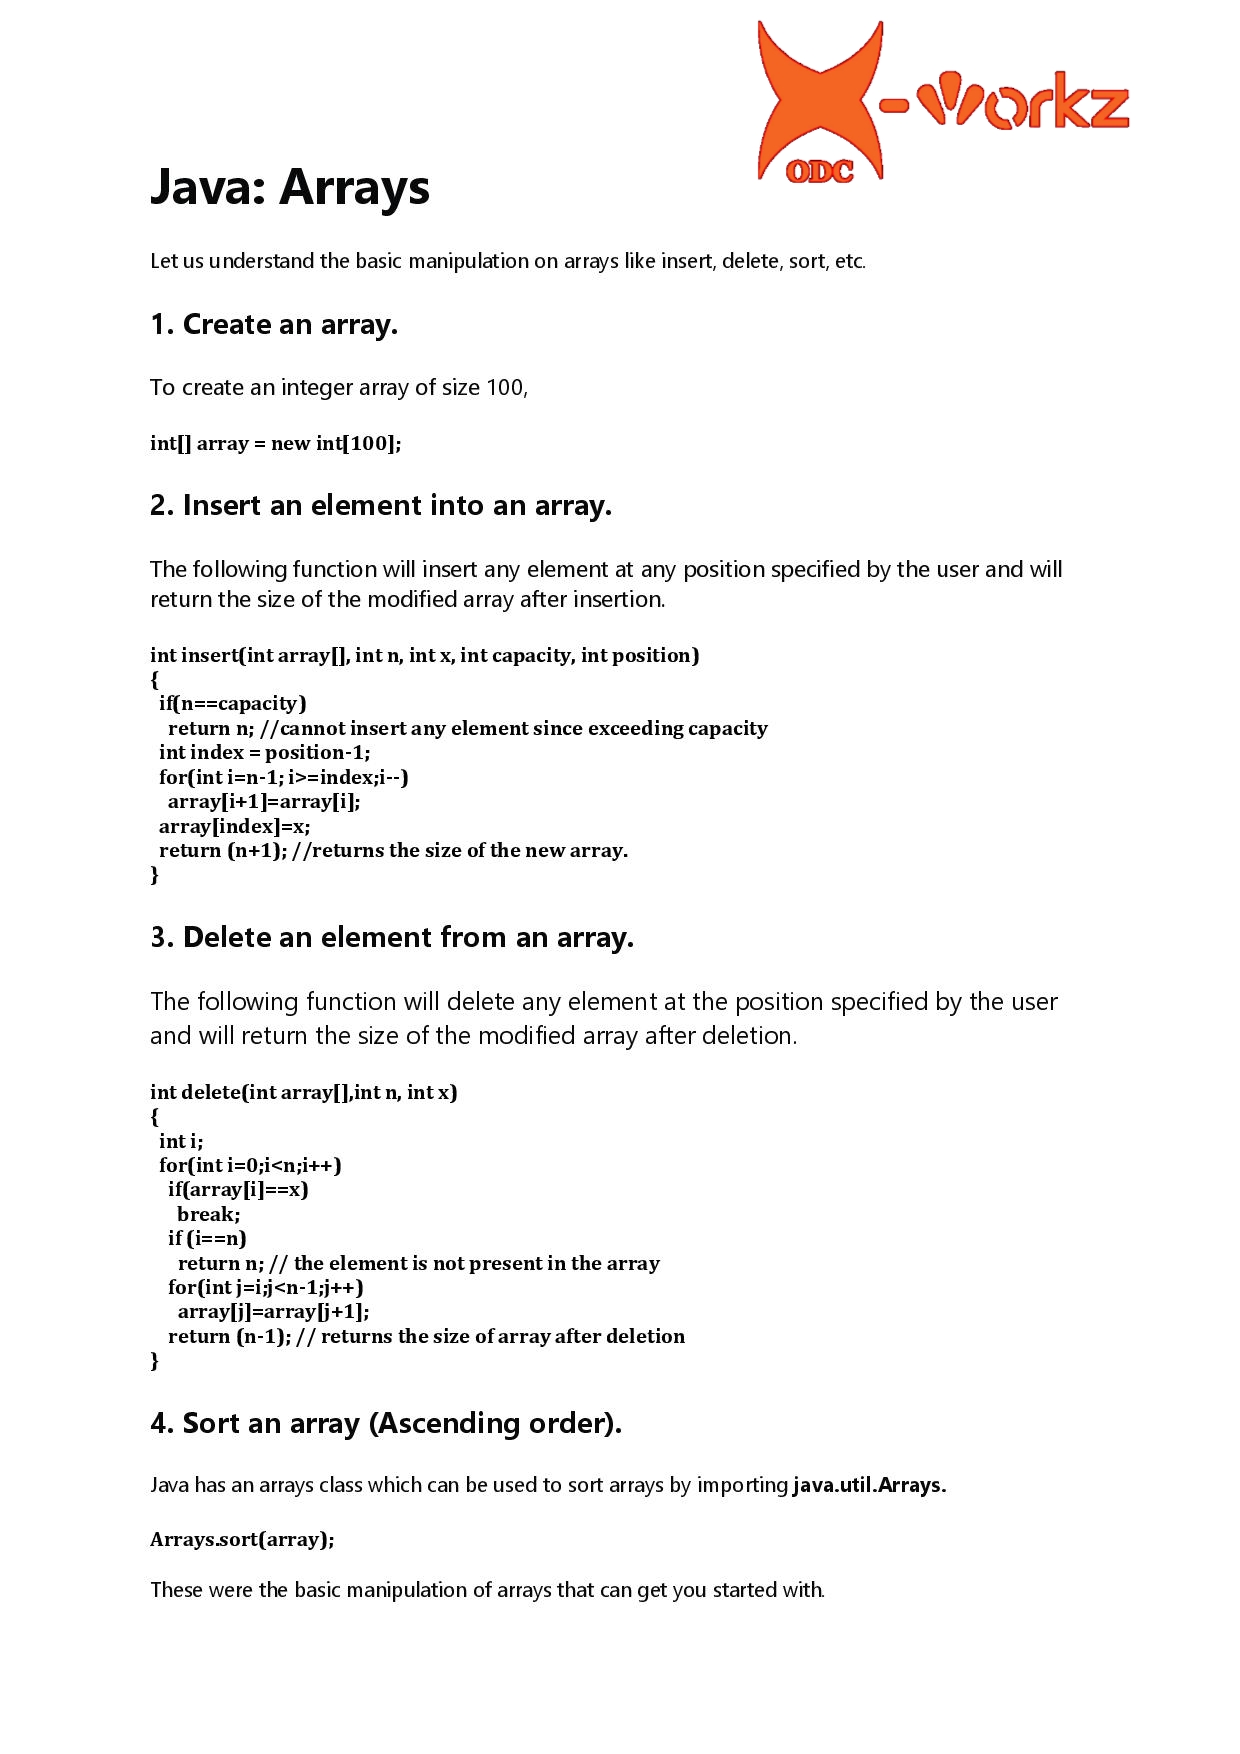 X-workz
ODC
Java: Arrays
Let us understand the basic manipulation on arrays like insert, delete, sort, etc.
1. Create an array.
To create an integer array of size 100,
int[] array = new int[100];
2. Insert an element into an array.
The following function will insert any element at any position specified by the user and will
return the size of the modified array after insertion.
int insert(int array[], int n, int x, int capacity, int position)
{
  if(n==capacity)
    return n; //cannot insert any element since exceeding capacity
  int index = position-1;
  for(int i=n-1; i>=index;i--)
    array[i+1]=array[i];
  array[index]=x;
  return (n+1); //returns the size of the new array.
}
3. Delete an element from an array.
The following function will delete any element at the position specified by the user
and will return the size of the modified array after deletion.
int delete(int array[],int n, int x)
{
  int i;
  for(int i=0;i<n;i++)
    if(array[i]==x)
      break;
    if (i==n)
      return n; // the element is not present in the array
    for(int j=i;j<n-1;j++)
      array[j]=array[j+1];
    return (n-1); // returns the size of array after deletion
}
4. Sort an array (Ascending order).
Java has an arrays class which can be used to sort arrays by importing java.util.Arrays.
Arrays.sort(array);
These were the basic manipulation of arrays that can get you started with.